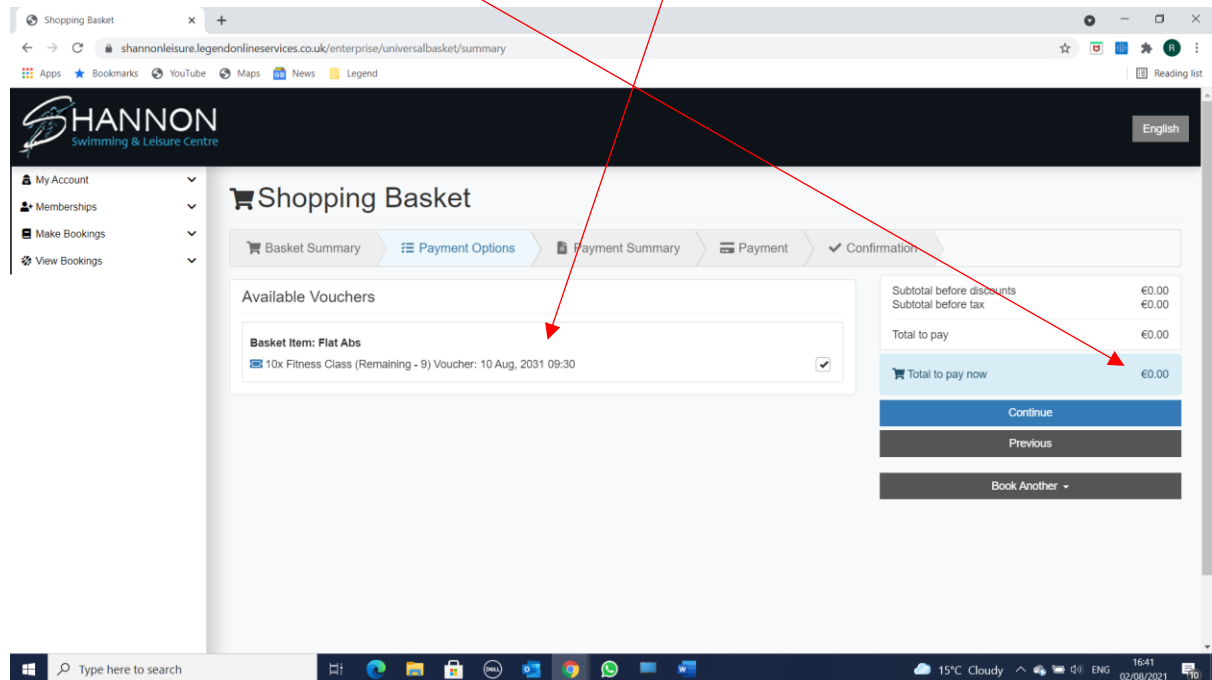 Shopping Basket
shannonleisure.legendonlineservices.co.uk/enterprise/universalbasket/summary
R
Apps Bookmarks YouTube Maps News Legend Reading list
SHANNON
Swimming & Leisure Centre
English
My Account
Memberships
Make Bookings
View Bookings
Shopping Basket
Basket Summary Payment Options Payment Summary Payment Confirmation
Available Vouchers
Basket Item: Flat Abs
10x Fitness Class (Remaining - 9) Voucher: 10 Aug, 2031 09:30
Subtotal before discounts €0.00
Subtotal before tax €0.00
Total to pay €0.00
Total to pay now €0.00
Continue
Previous
Book Another
Type here to search
DELL
15°C Cloudy
ENG
16:41
02/08/2021
10